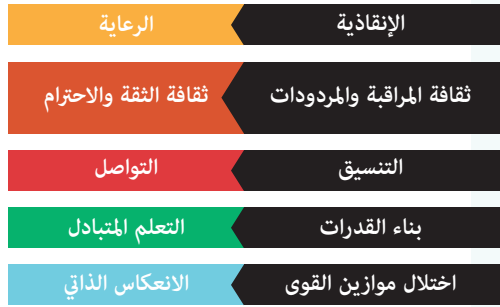 الإنقاذية
الرعاية
ثقافة المراقبة والمردودات
ثقافة الثقة والاحترام
التنسيق
التواصل
بناء القدرات
التعلم المتبادل
اختلال موازين القوى
الانعكاس الذاتي